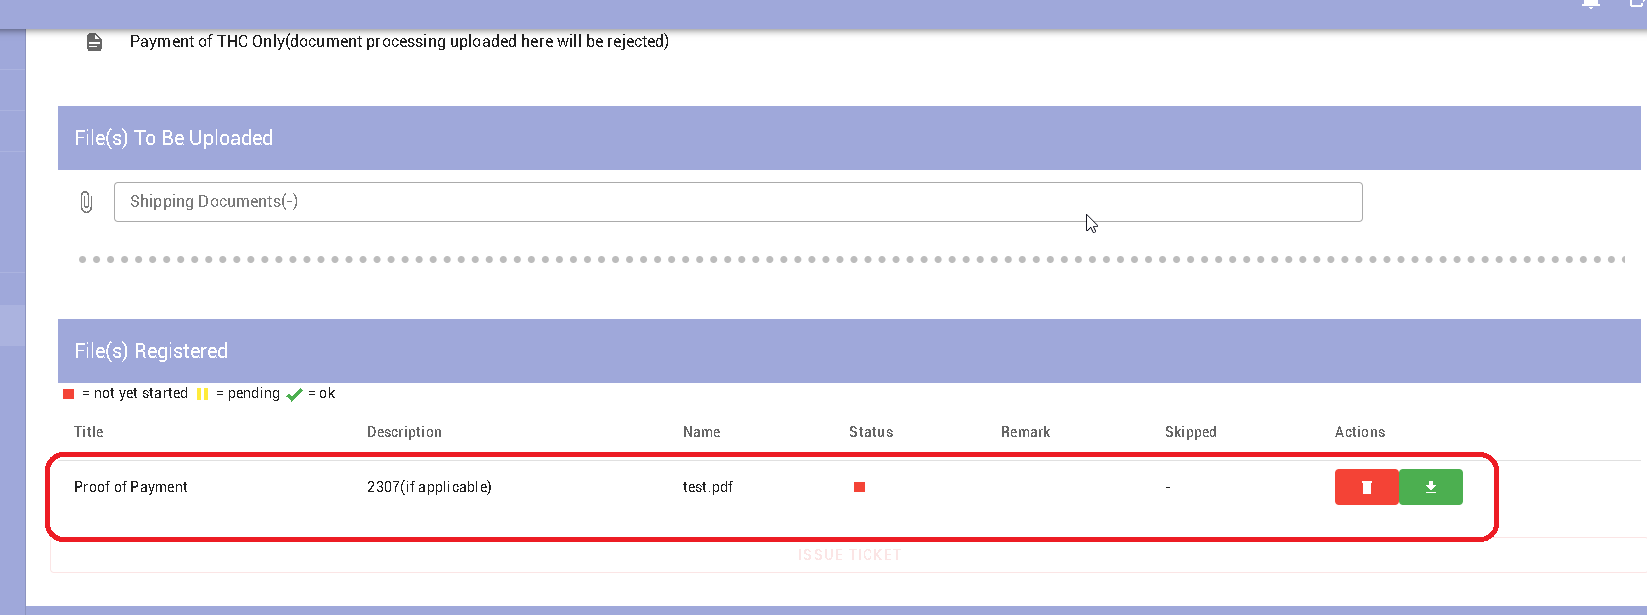 Payment of THC Only(document processing uploaded here will be rejected)
File(s) To Be Uploaded
Shipping Documents(-)
File(s) Registered
= not yet started = pending = ok
Title Description Name Status Remark Skipped Actions
Proof of Payment 2307(if applicable) test.pdf -
ISSUE TICKET